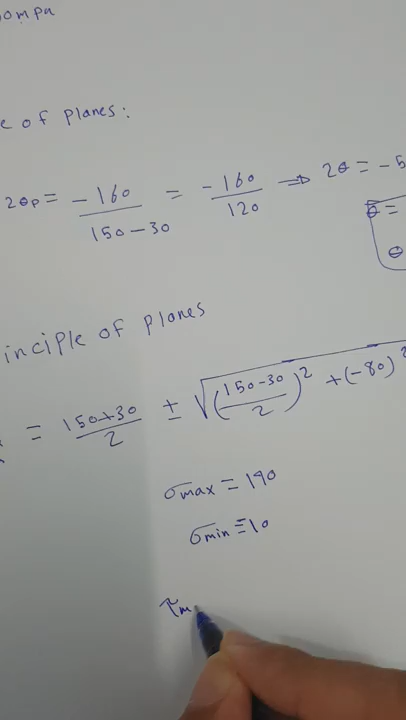 0mpa
e of planes:
2θp = -160 / 150-30 = -160 / 120 ⇒ 2θ = -5
θ =
θ
inciple of planes
= 150+30 / 2 ± √(150-30 / 2)² + (-80)²
σmax = 190
σmin = 10
τm